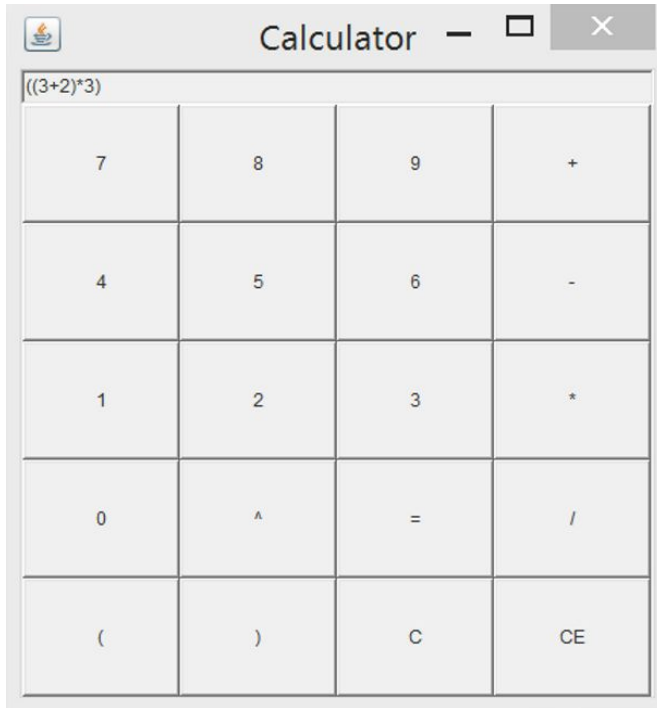 Calculator
((3+2)*3)
7 8 9 +
4 5 6 -
1 2 3 *
0 ^ = /
( ) C CE